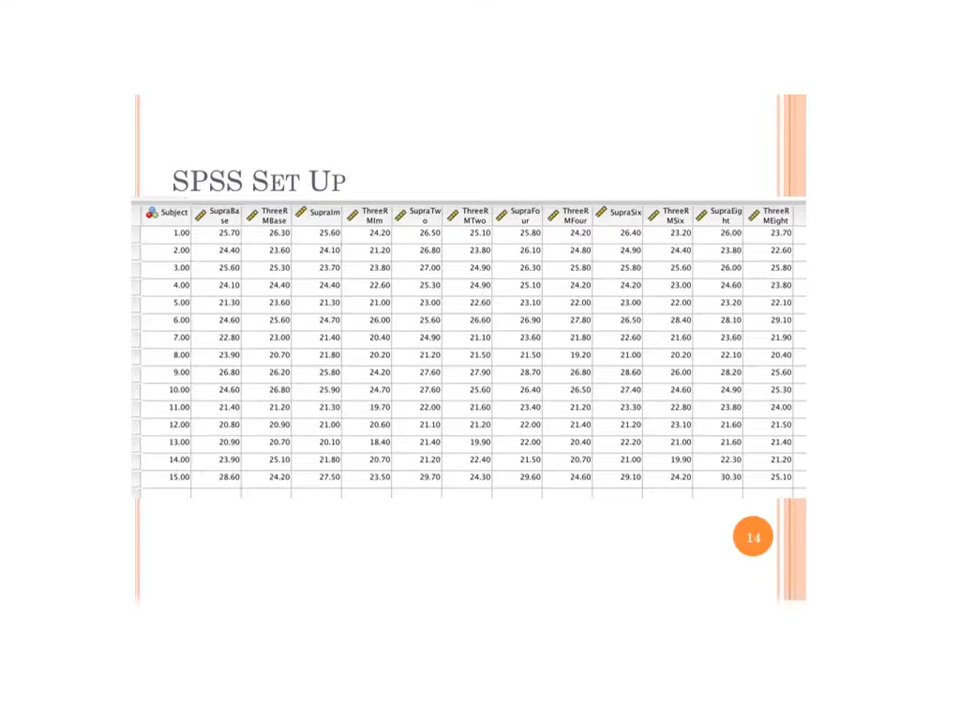 SPSS SET UP
Subject SupraBase ThreeRMBase SupraIm ThreeRMIm SupraTwo ThreeRMTwo SupraFour ThreeRMFour SupraSix ThreeRMSix SupraEight ThreeRMEight
1.00 25.70 26.30 25.60 24.20 26.50 25.10 25.80 24.20 26.40 23.20 26.00 23.70
2.00 24.40 23.60 24.10 21.20 26.80 23.80 26.10 24.80 24.90 24.40 23.80 22.60
3.00 25.60 25.30 23.70 23.80 27.00 24.90 26.30 25.80 25.80 25.60 26.00 25.80
4.00 24.10 24.40 24.40 22.60 25.30 24.90 25.10 24.20 24.20 23.00 24.60 23.80
5.00 21.30 23.60 21.30 21.00 23.00 22.60 23.10 22.00 23.00 22.00 23.20 22.10
6.00 24.60 25.60 24.70 26.00 25.60 26.60 26.90 27.80 26.50 28.40 28.10 29.10
7.00 22.80 23.00 21.40 20.40 24.90 21.10 23.60 21.80 22.60 21.60 23.60 21.90
8.00 23.90 20.70 21.80 20.20 21.20 21.50 21.50 19.20 21.00 20.20 22.10 20.40
9.00 26.80 26.20 25.80 24.20 27.60 27.90 28.70 26.80 28.60 26.00 28.20 25.60
10.00 24.60 26.80 25.90 24.70 27.60 25.60 26.40 26.50 27.40 24.60 24.90 25.30
11.00 21.40 21.20 21.30 19.70 22.00 21.60 23.40 21.20 23.30 22.80 23.80 24.00
12.00 20.80 20.90 21.00 20.60 21.10 21.20 22.00 21.40 21.20 23.10 21.60 21.50
13.00 20.90 20.70 20.10 18.40 21.40 19.90 22.00 20.40 22.20 21.00 21.60 21.40
14.00 23.90 25.10 21.80 20.70 21.20 22.40 21.50 20.70 21.00 19.90 22.30 21.20
15.00 28.60 24.20 27.50 23.50 29.70 24.30 29.60 24.60 29.10 24.20 30.30 25.10
14